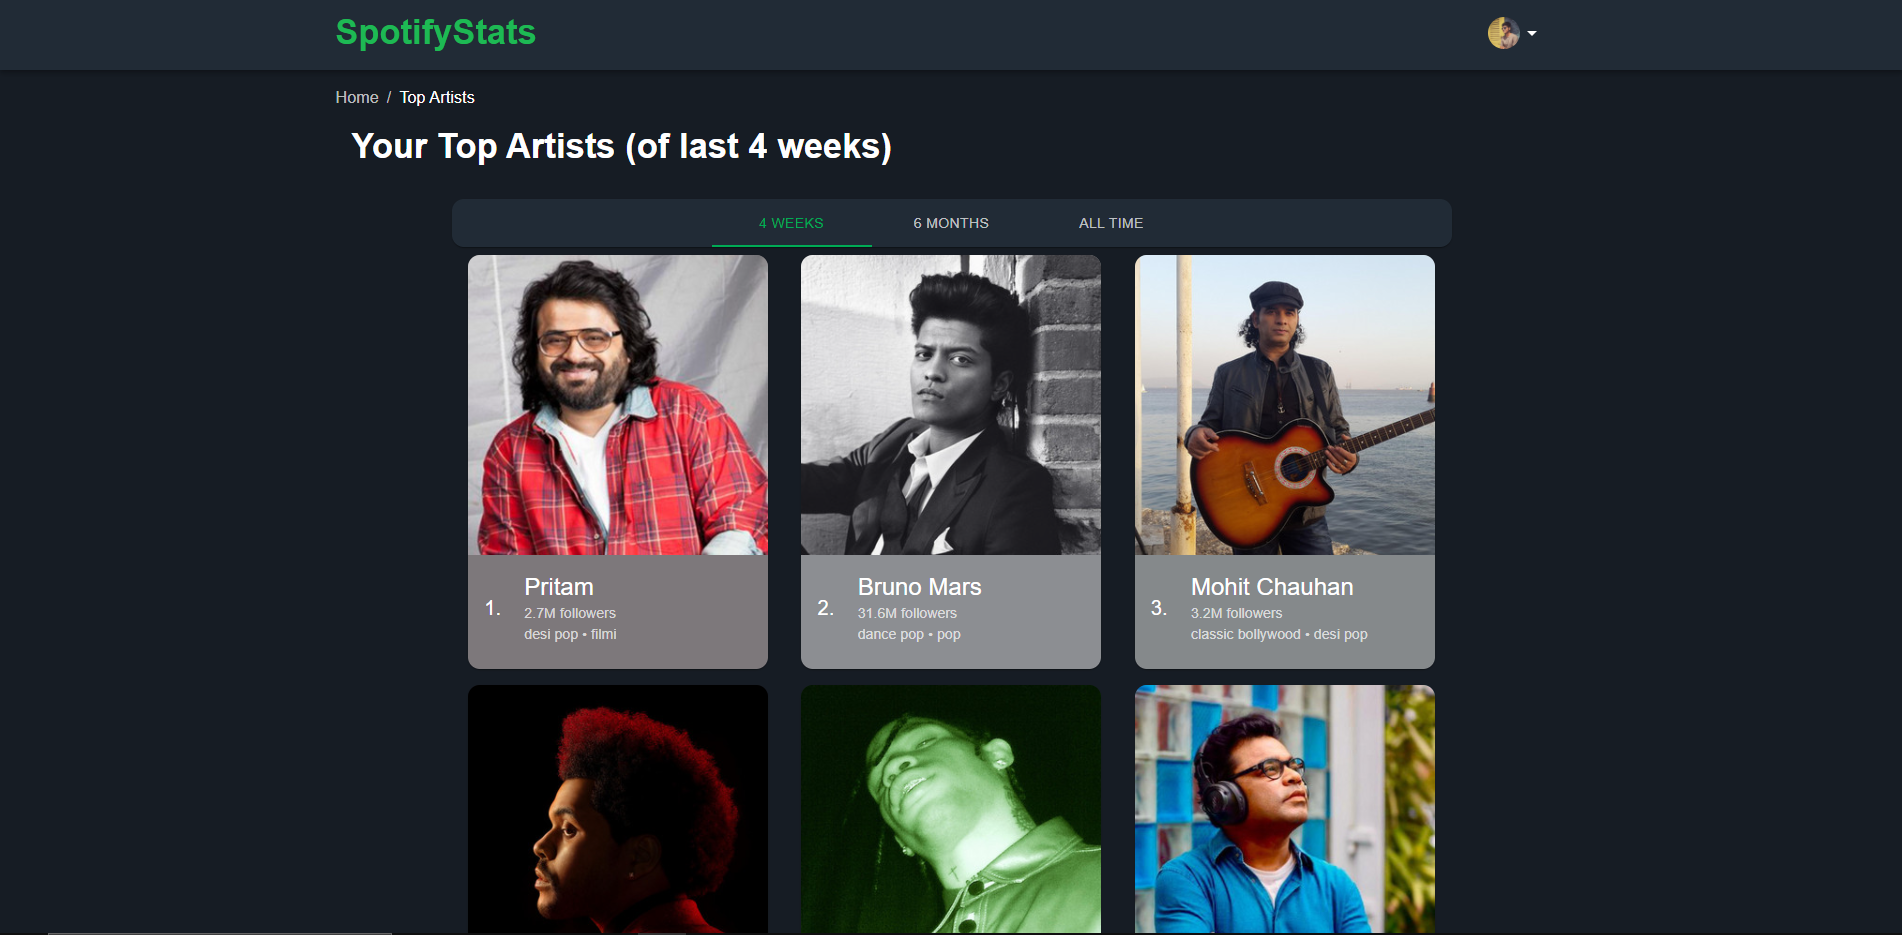 SpotifyStats
Home / Top Artists
Your Top Artists (of last 4 weeks)
4 WEEKS
6 MONTHS
ALL TIME
1.
Pritam
2.7M followers
desi pop • filmi
2.
Bruno Mars
31.6M followers
dance pop • pop
3.
Mohit Chauhan
3.2M followers
classic bollywood • desi pop